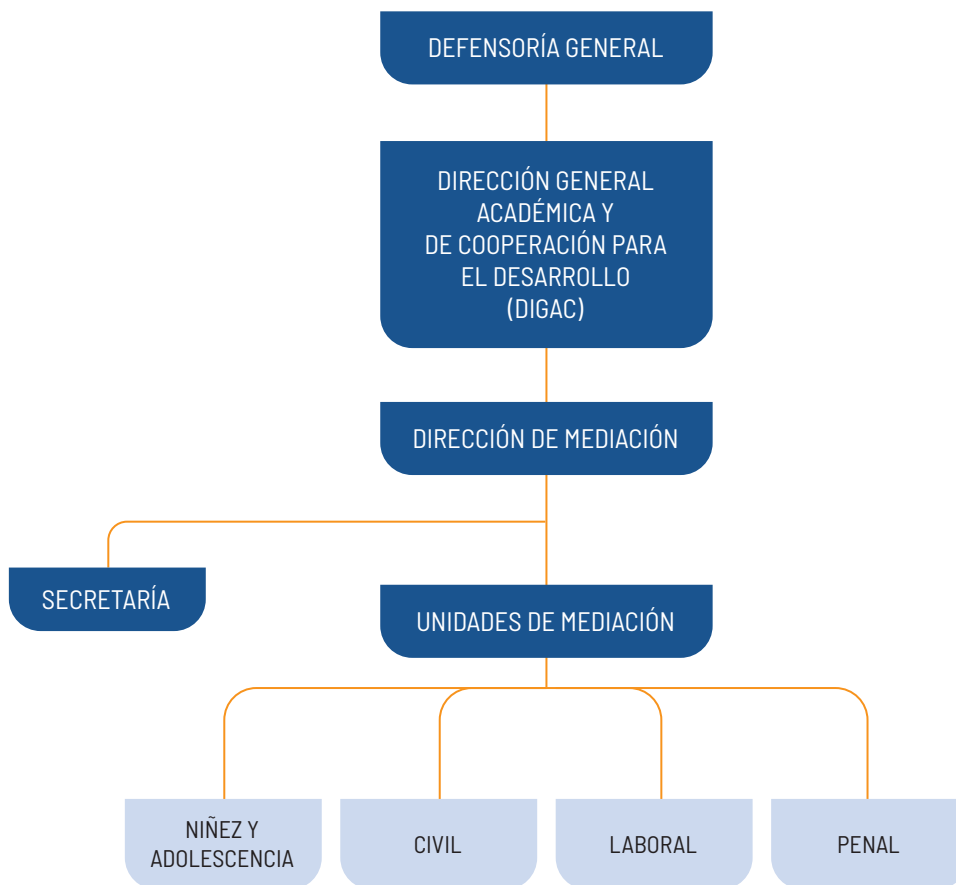 DEFENSORÍA GENERAL
DIRECCIÓN GENERAL
ACADÉMICA Y
DE COOPERACIÓN PARA
EL DESARROLLO
(DIGAC)
DIRECCIÓN DE MEDIACIÓN
SECRETARÍA
UNIDADES DE MEDIACIÓN
NIÑEZ Y
ADOLESCENCIA
CIVIL
LABORAL
PENAL